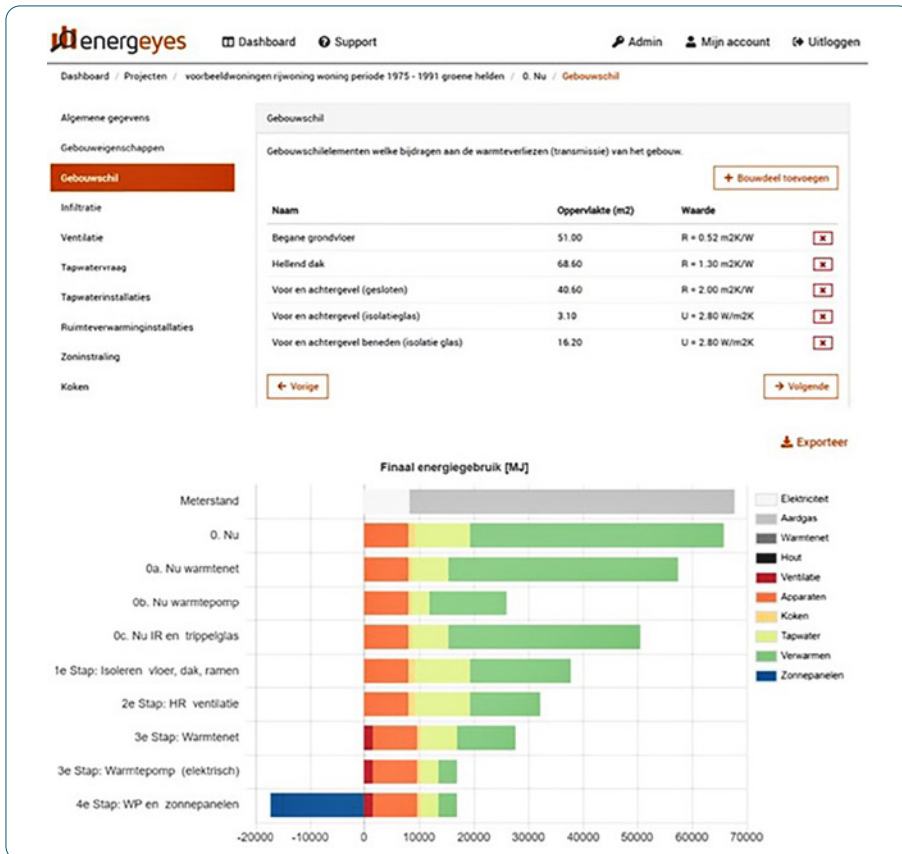 energeyes Dashboard Support Admin Mijn account Uitloggen
Dashboard / Projecten / voorbeeldwoningen rijwoning woning periode 1975 - 1991 groene helden / 0. Nu / Gebouwschil
Algemene gegevens
Gebouweigenschappen
Gebouwschil
Infiltratie
Ventilatie
Tapwatervraag
Tapwaterinstallaties
Ruimteverwarminginstallaties
Zoninstraling
Koken
Gebouwschil
Gebouwschilelementen welke bijdragen aan de warmteverliezen (transmissie) van het gebouw.
+ Bouwdeel toevoegen
Naam Oppervlakte (m2) Waarde
Begane grondvloer 51.00 R = 0.52 m2K/W
Hellend dak 68.60 R = 1.30 m2K/W
Voor en achtergevel (gesloten) 40.60 R = 2.00 m2K/W
Voor en achtergevel (isolatieglas) 3.10 U = 2.80 W/m2K
Voor en achtergevel beneden (isolatie glas) 16.20 U = 2.80 W/m2K
← Vorige → Volgende
Exporteer
Finaal energiegebruik [MJ]
Meterstand
0. Nu
0a. Nu warmtenet
0b. Nu warmtepomp
0c. Nu IR en trippelglas
1e Stap: Isoleren vloer, dak, ramen
2e Stap: HR ventilatie
3e Stap: Warmtenet
3e Stap: Warmtepomp (elektrisch)
4e Stap: WP en zonnepanelen
-20000 -10000 0 10000 20000 30000 40000 50000 60000 70000
Elektriciteit
Aardgas
Warmtenet
Hout
Ventilatie
Apparaten
Koken
Tapwater
Verwarmen
Zonnepanelen